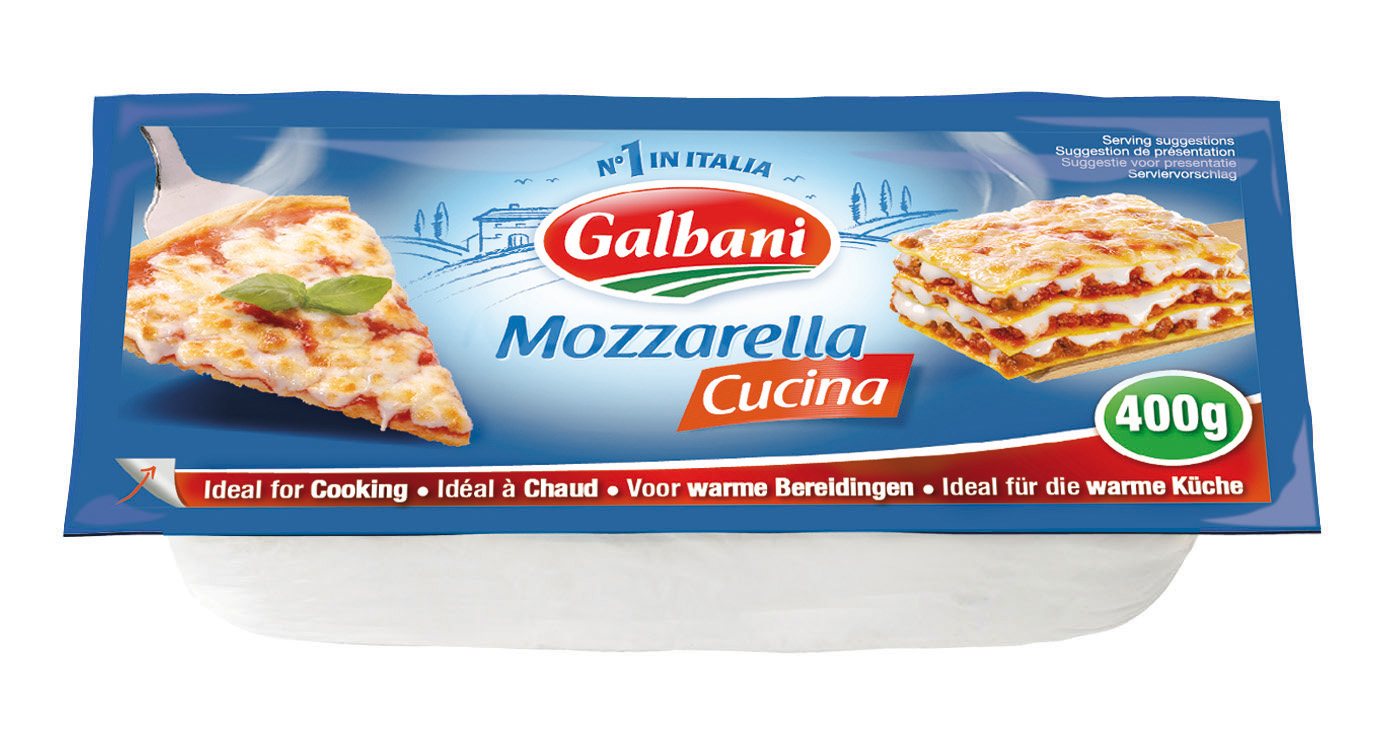 Serving suggestions
Suggestion de présentation
Suggestie voor presentatie
Serviervorschlag
N°1 IN ITALIA
Galbani
Mozzarella
Cucina
400g
Ideal for Cooking • Idéal à Chaud • Voor warme Bereidingen • Ideal für die warme Küche